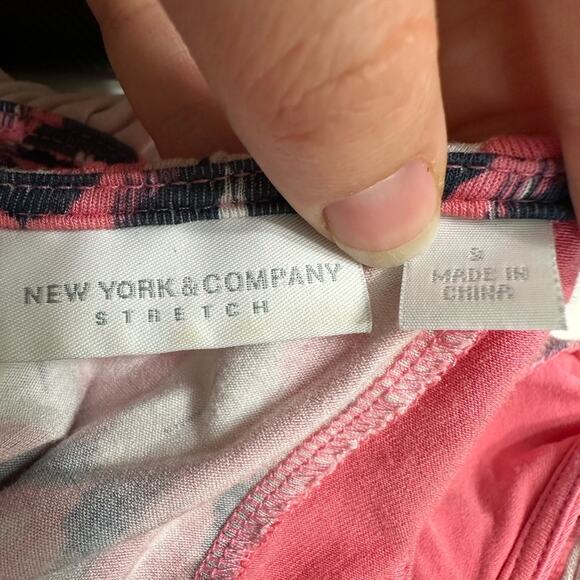 NEW YORK & COMPANY
STRETCH
S
MADE IN
CHINA